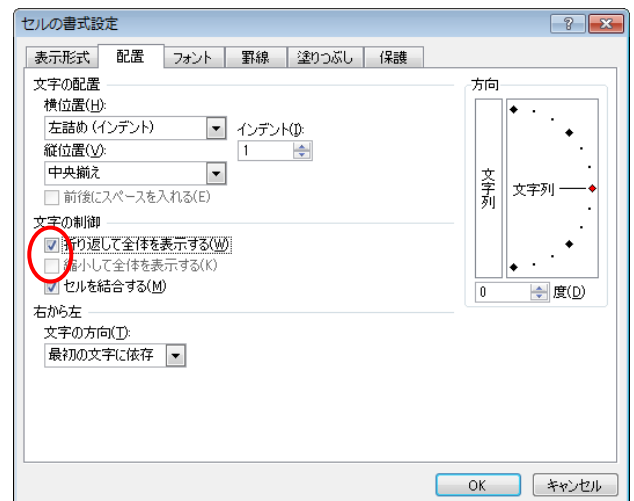 セルの書式設定
表示形式 配置 フォント 罫線 塗りつぶし 保護
文字の配置
横位置(H):
左詰め (インデント)
インデント(I):
縦位置(V):
1
中央揃え
前後にスペースを入れる(E)
文字の制御
折り返して全体を表示する(W)
縮小して全体を表示する(K)
セルを結合する(M)
右から左
文字の方向(T):
最初の文字に依存
方向
文字列
文字列
0 度(D)
OK キャンセル